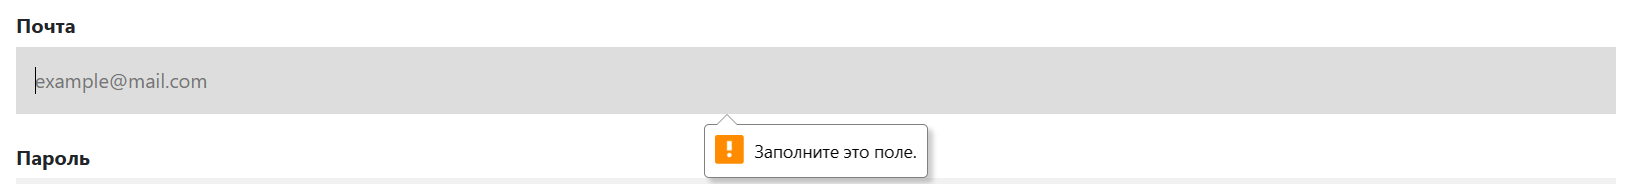 Почта
example@mail.com
Заполните это поле.
Пароль